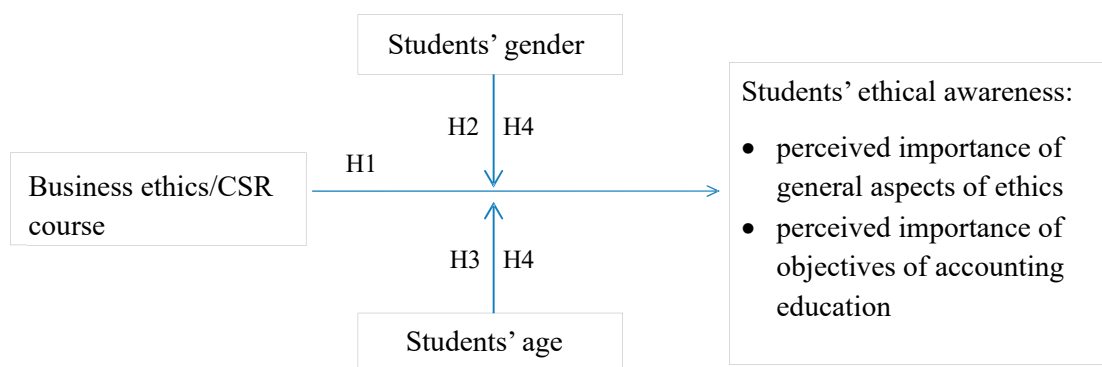 Students’ gender
Students’ ethical awareness:
H2 H4
• perceived importance of
general aspects of ethics
H1
Business ethics/CSR
course
• perceived importance of
objectives of accounting
education
H3 H4
Students’ age